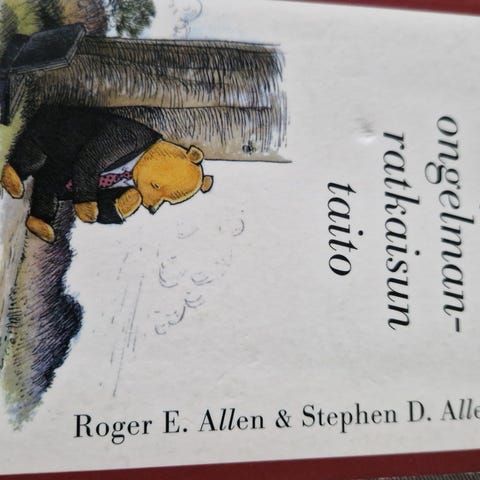 ongelman-
ratkaisun
taito
Roger E. Allen & Stephen D. Alle